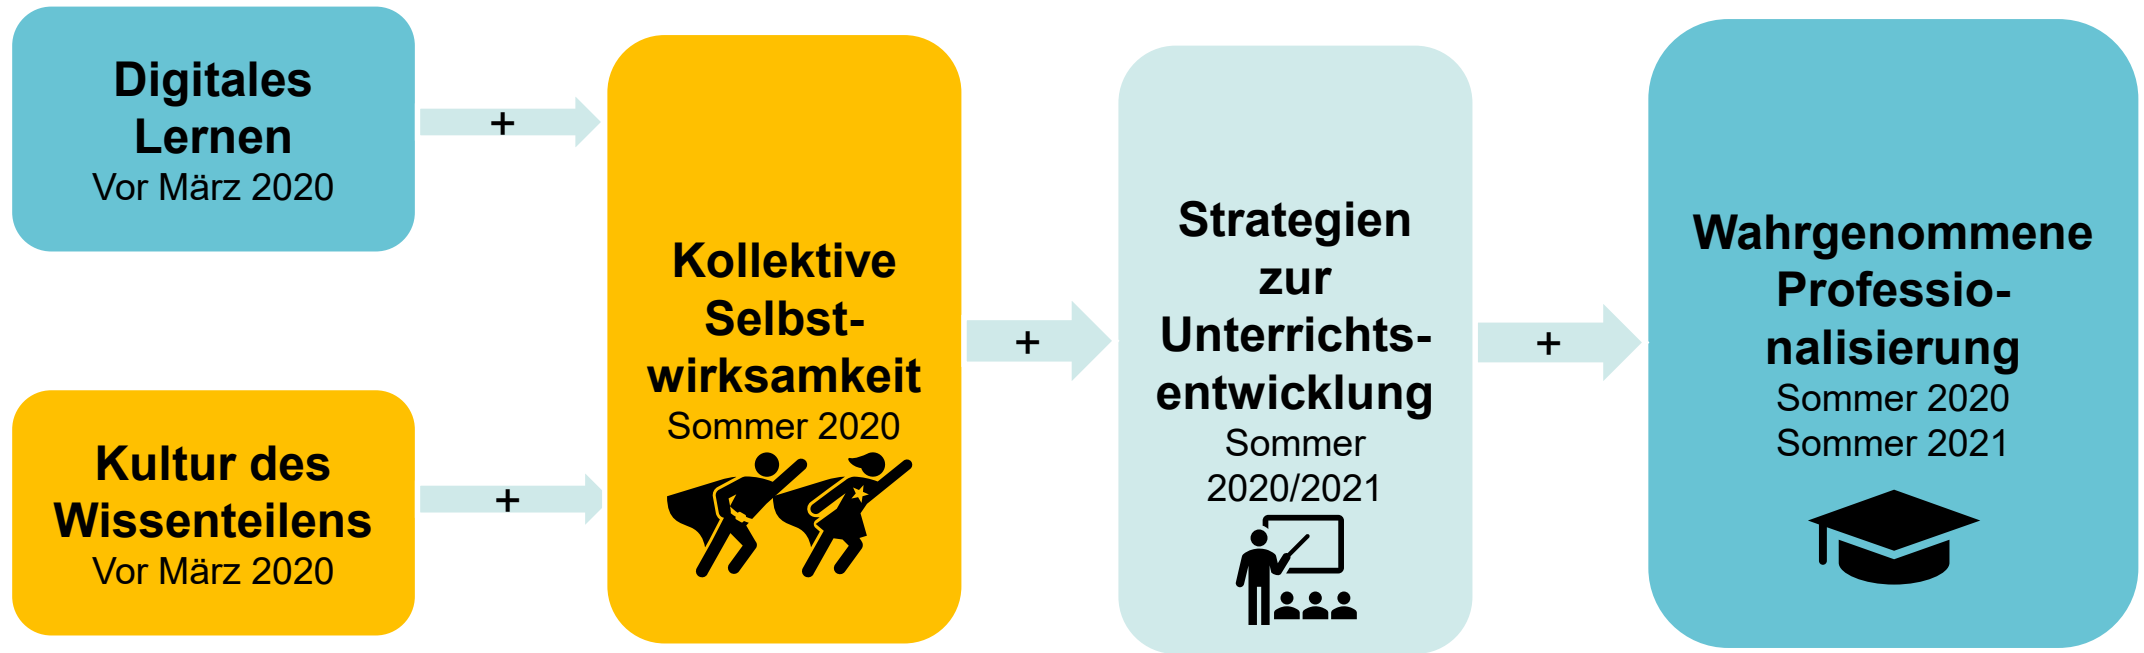 Digitales
Lernen
Vor März 2020
+
Kultur des
Wissenteilens
Vor März 2020
+
Kollektive
Selbst-
wirksamkeit
Sommer 2020
+
Strategien
zur
Unterrichts-
entwicklung
Sommer
2020/2021
+
Wahrgenommene
Professio-
nalisierung
Sommer 2020
Sommer 2021